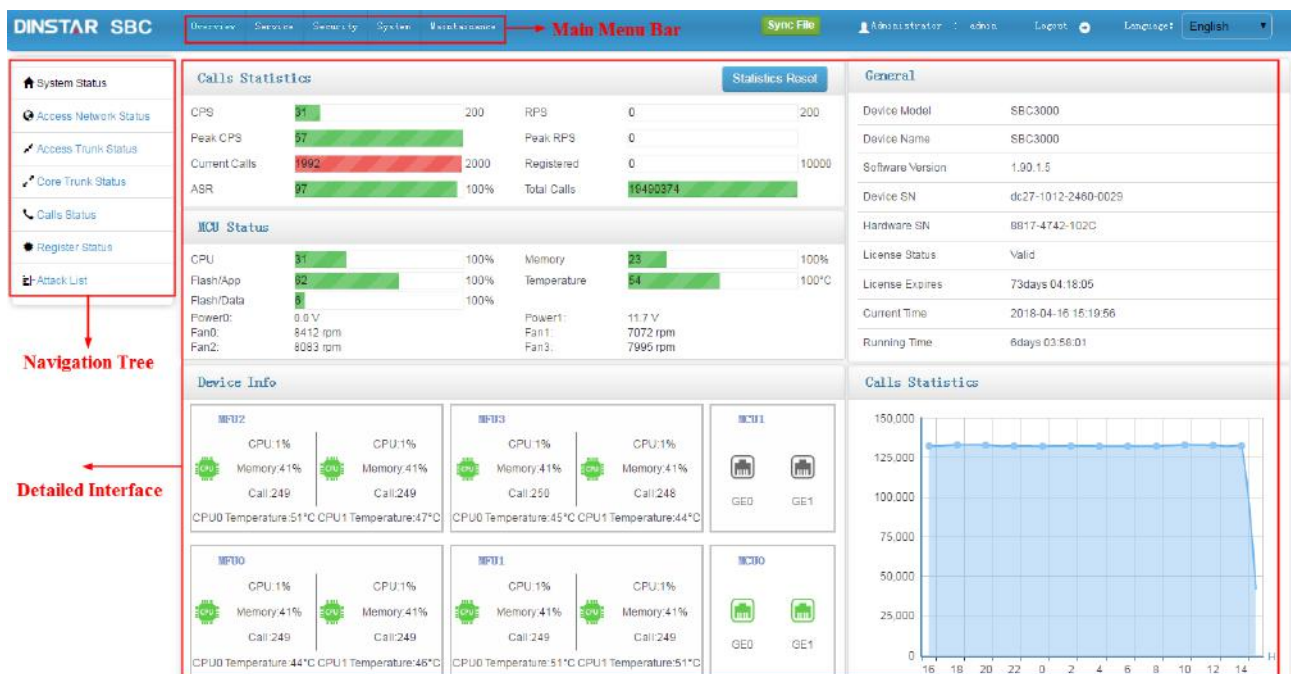 DINSTAR SBC
Overview Service Security System Maintainance
Main Menu Bar
Sync File
Administrator : admin
Logout
Language:
English
System Status
Access Network Status
Access Trunk Status
Core Trunk Status
Calls Status
Register Status
Attack List
Navigation Tree
Detailed Interface
Calls Statistics
Statistics Reset
CPS 31 200 RPS 0 200
Peak CPS 57 Peak RPS 0
Current Calls 1992 2000 Registered 0 10000
ASR 97 100% Total Calls 19490374
MCU Status
CPU 31 100% Memory 23 100%
Flash/App 62 100% Temperature 54 100°C
Flash/Data 6 100%
Power0: 0.0 V Power1: 11.7 V
Fan0: 8412 rpm Fan1: 7072 rpm
Fan2: 8083 rpm Fan3: 7995 rpm
General
Device Model SBC3000
Device Name SBC3000
Software Version 1.90.1.5
Device SN dc27-1012-2460-0029
Hardware SN 8817-4742-102C
License Status Valid
License Expires 73days 04:18:05
Current Time 2018-04-16 15:19:56
Running Time 6days 03:58:01
Device Info
MFU2
CPU:1% CPU:1%
CPU Memory:41% CPU Memory:41%
Call:249 Call:249
CPU0 Temperature:51°C CPU1 Temperature:47°C
MFU3
CPU:1% CPU:1%
CPU Memory:41% CPU Memory:41%
Call:250 Call:248
CPU0 Temperature:45°C CPU1 Temperature:44°C
MCU1
GE0 GE1
MFU0
CPU:1% CPU:1%
CPU Memory:41% CPU Memory:41%
Call:249 Call:249
CPU0 Temperature:44°C CPU1 Temperature:46°C
MFU1
CPU:1% CPU:1%
CPU Memory:41% CPU Memory:41%
Call:249 Call:249
CPU0 Temperature:51°C CPU1 Temperature:51°C
MCU0
GE0 GE1
Calls Statistics
150,000
125,000
100,000
75,000
50,000
25,000
0
16 18 20 22 0 2 4 6 8 10 12 14 H